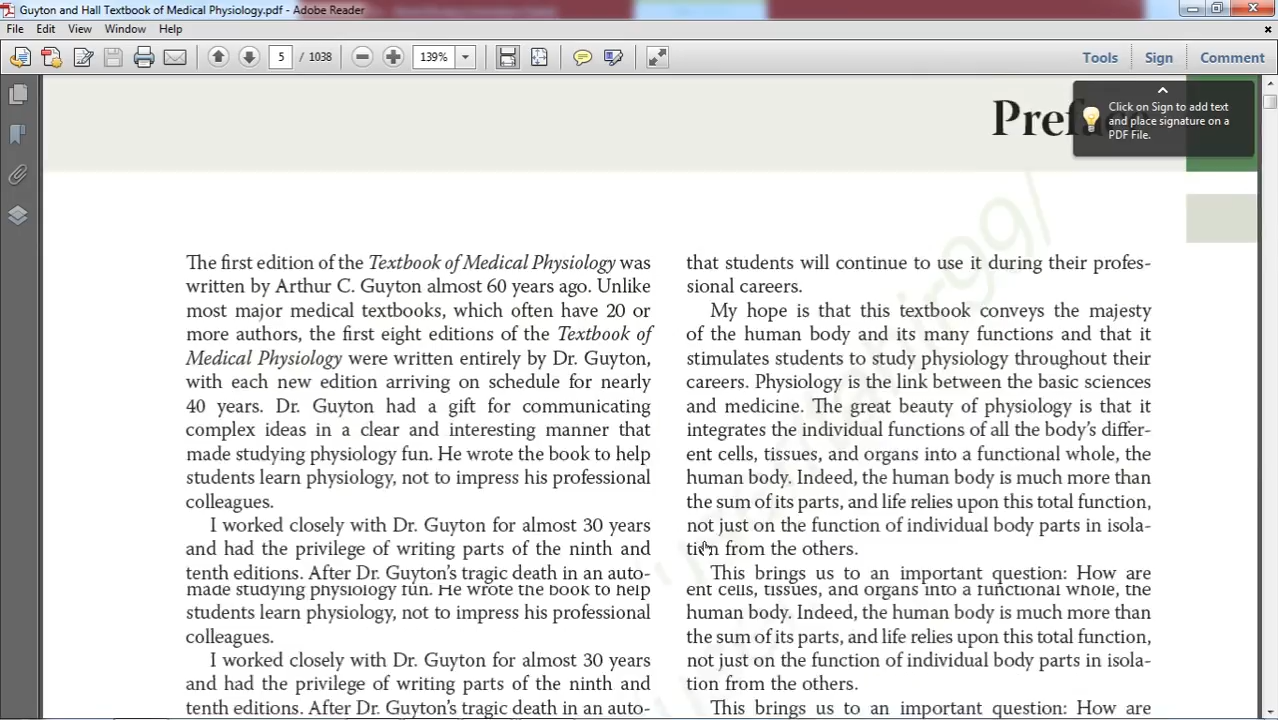 Guyton and Hall Textbook of Medical Physiology.pdf - Adobe Reader
File Edit View Window Help
5 / 1038
139%
Tools Sign Comment
Click on Sign to add text
and place signature on a
PDF File.
The first edition of the Textbook of Medical Physiology was
written by Arthur C. Guyton almost 60 years ago. Unlike
most major medical textbooks, which often have 20 or
more authors, the first eight editions of the Textbook of
Medical Physiology were written entirely by Dr. Guyton,
with each new edition arriving on schedule for nearly
40 years. Dr. Guyton had a gift for communicating
complex ideas in a clear and interesting manner that
made studying physiology fun. He wrote the book to help
students learn physiology, not to impress his professional
colleagues.
I worked closely with Dr. Guyton for almost 30 years
and had the privilege of writing parts of the ninth and
tenth editions. After Dr. Guyton's tragic death in an auto-
made studying physiology fun. He wrote the book to help
students learn physiology, not to impress his professional
colleagues.
I worked closely with Dr. Guyton for almost 30 years
and had the privilege of writing parts of the ninth and
tenth editions. After Dr. Guyton's tragic death in an auto-
that students will continue to use it during their profes-
sional careers.
My hope is that this textbook conveys the majesty
of the human body and its many functions and that it
stimulates students to study physiology throughout their
careers. Physiology is the link between the basic sciences
and medicine. The great beauty of physiology is that it
integrates the individual functions of all the body's differ-
ent cells, tissues, and organs into a functional whole, the
human body. Indeed, the human body is much more than
the sum of its parts, and life relies upon this total function,
not just on the function of individual body parts in isola-
tion from the others.
This brings us to an important question: How are
ent cells, tissues, and organs into a functional whole, the
human body. Indeed, the human body is much more than
the sum of its parts, and life relies upon this total function,
not just on the function of individual body parts in isola-
tion from the others.
This brings us to an important question: How are